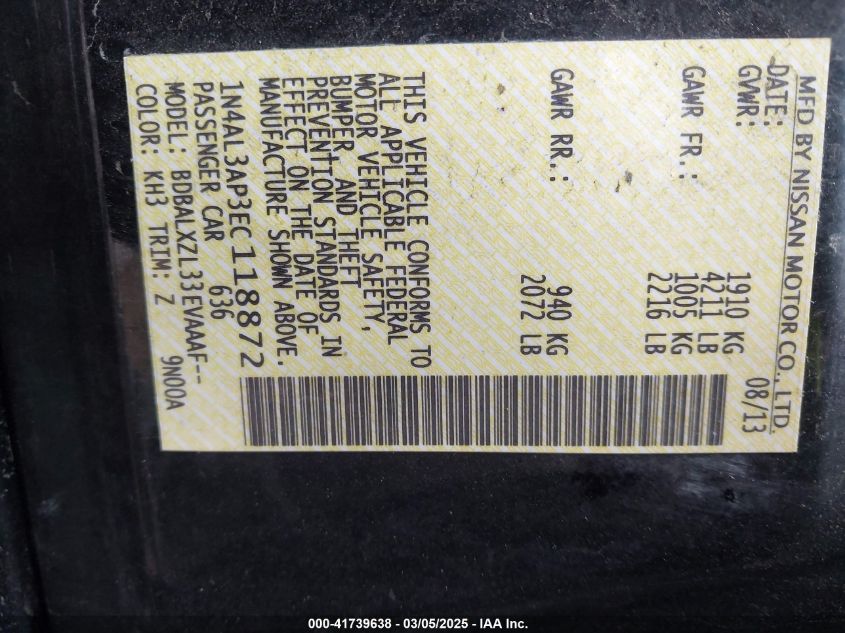 MFD BY NISSAN MOTOR CO., LTD.
DATE: 08/13
GVWR: 1910 KG
4211 LB
GAWR FR.: 1005 KG
2216 LB
GAWR RR.: 940 KG
2072 LB
THIS VEHICLE CONFORMS TO
ALL APPLICABLE FEDERAL
MOTOR VEHICLE SAFETY,
BUMPER, AND THEFT
PREVENTION STANDARDS IN
EFFECT ON THE DATE OF
MANUFACTURE SHOWN ABOVE.
1N4AL3AP3EC118872
PASSENGER CAR 636
MODEL: BDBALXZL33EVAAAF--
COLOR: KH3 TRIM: Z 9N00A
000-41739638 - 03/05/2025 - IAA Inc.